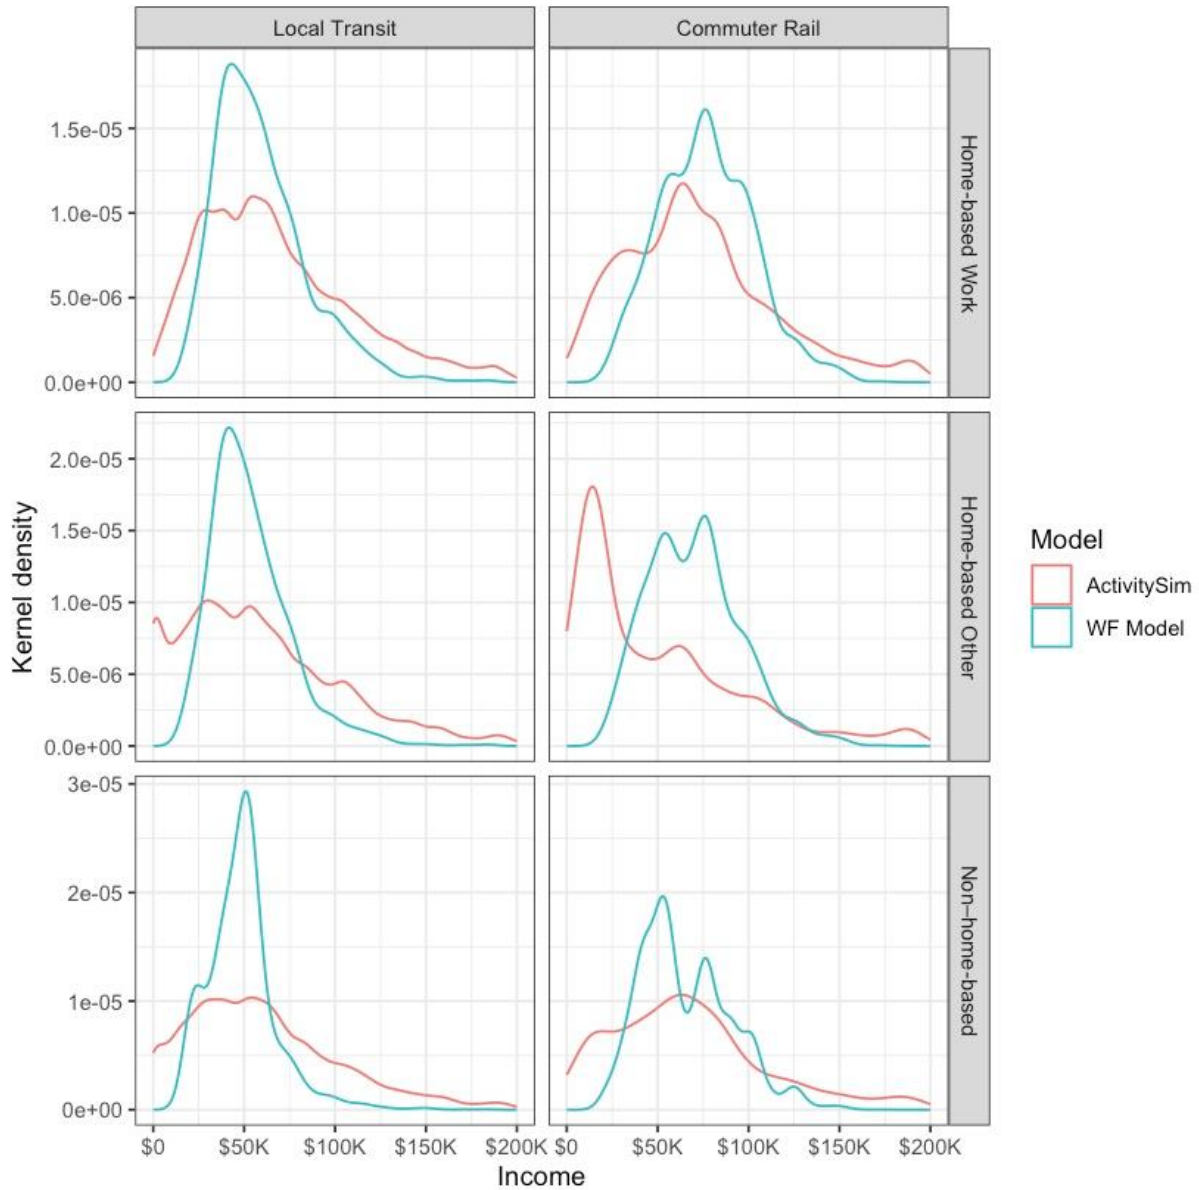 Local Transit
Commuter Rail
Home-based Work
Home-based Other
Non-home-based
Kernel density
1.5e-05
1.0e-05
5.0e-06
0.0e+00
2.0e-05
1.5e-05
1.0e-05
5.0e-06
0.0e+00
3e-05
2e-05
1e-05
0e+00
$0 $50K $100K $150K $200K
$0 $50K $100K $150K $200K
Income
Model
ActivitySim
WF Model